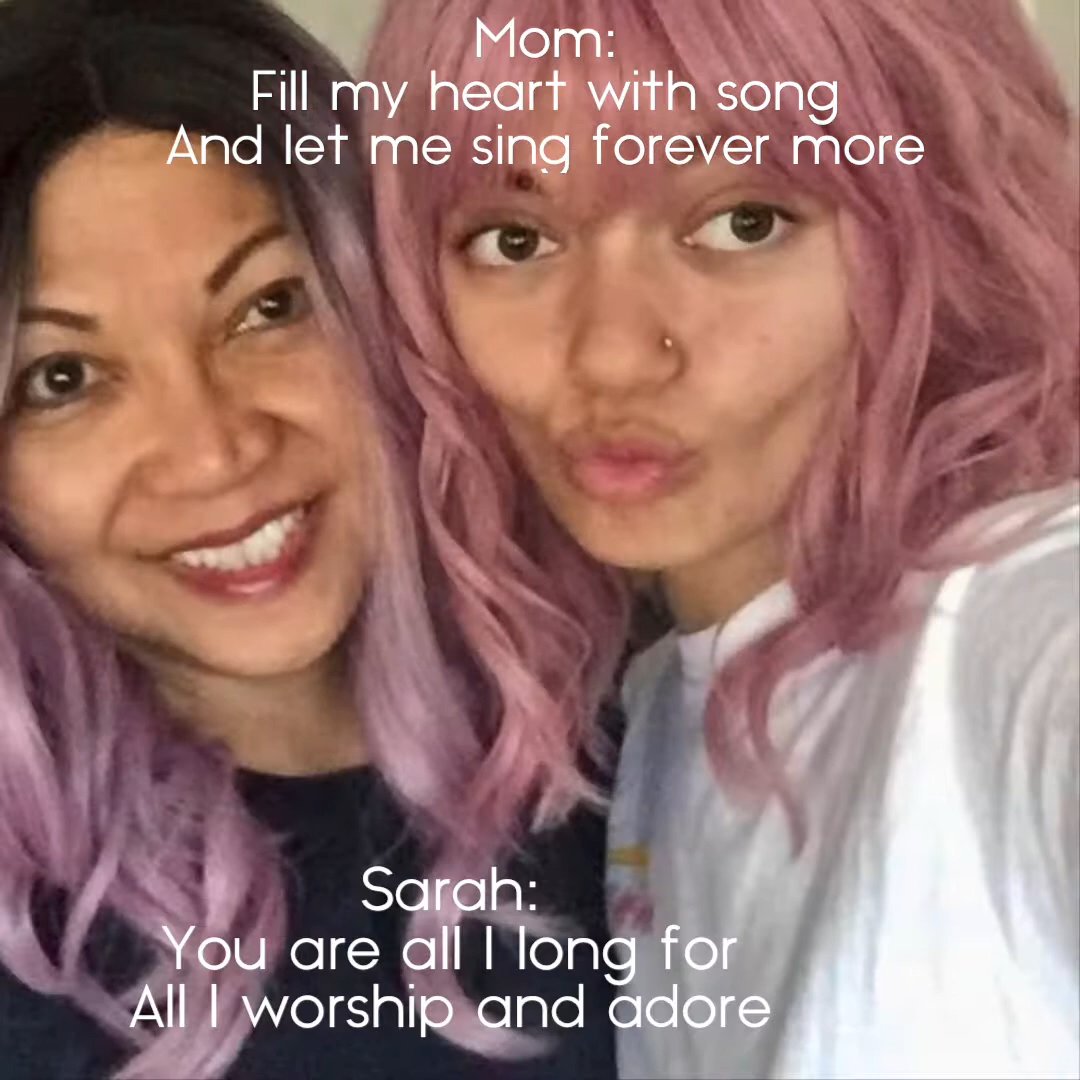 Mom:
Fill my heart with song
And let me sing forever more
Sarah:
You are all I long for
All I worship and adore